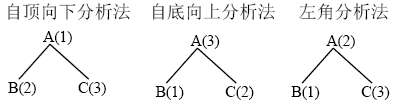 自顶向下分析法 自底向上分析法 左角分析法
A(1) A(3) A(2)
B(2) C(3) B(1) C(2) B(1) C(3)